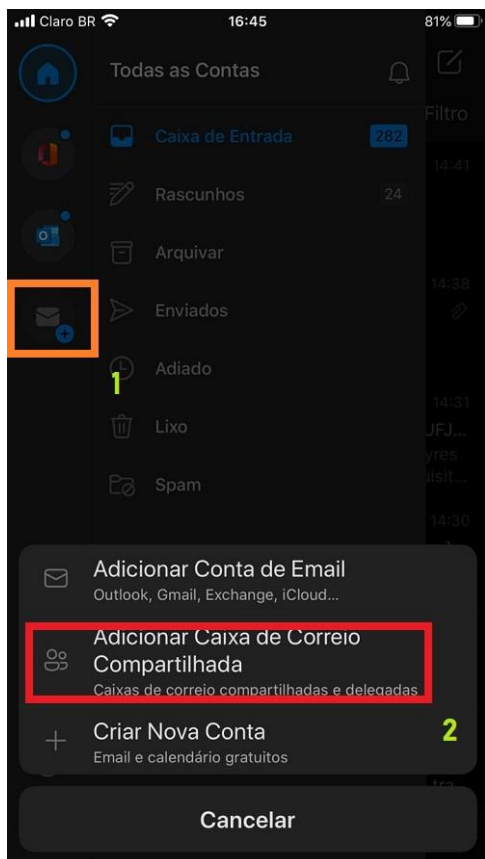 Claro BR 16:45 81%
Todas as Contas
Filtro
Caixa de Entrada 282
14:41
Rascunhos 24
Arquivar
14:38
Enviados
Adiado
1
14:31
Lixo
UFJ...
yres
Spam
uisit...
14:30
Adicionar Conta de Email
Outlook, Gmail, Exchange, iCloud...
Adicionar Caixa de Correio
Compartilhada
Caixas de correio compartilhadas e delegadas
Criar Nova Conta 2
Email e calendário gratuitos
Cancelar